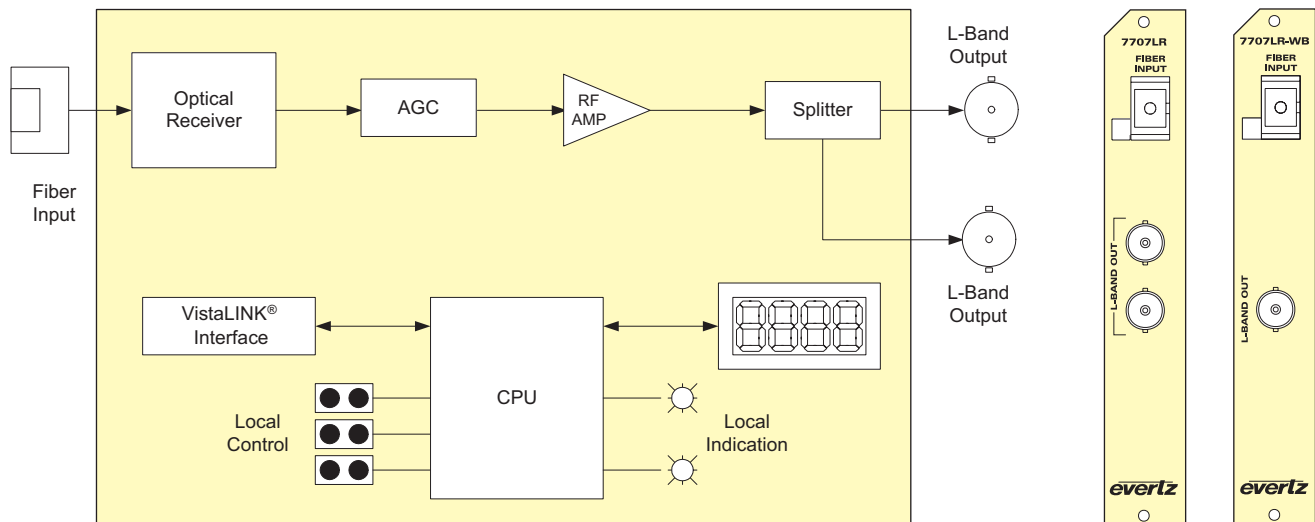 Fiber
Input
Optical
Receiver
AGC
RF
AMP
Splitter
L-Band
Output
L-Band
Output
VistaLINK®
Interface
CPU
8888
Local
Control
Local
Indication
7707LR
FIBER
INPUT
L-BAND OUT
evertz
7707LR-WB
FIBER
INPUT
L-BAND OUT
evertz